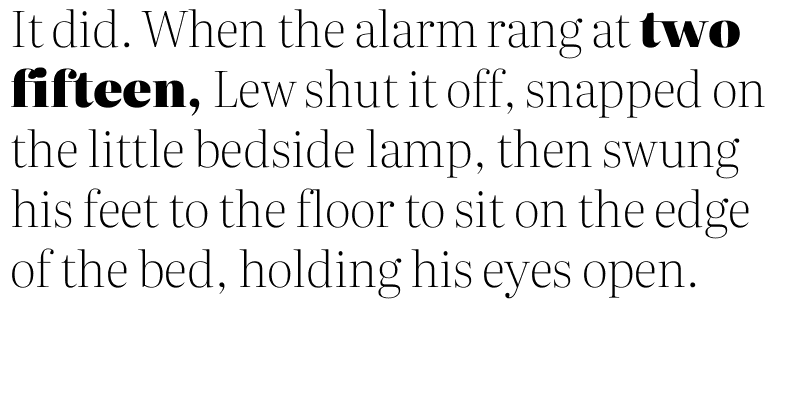 It did. When the alarm rang at two
fifteen, Lew shut it off, snapped on
the little bedside lamp, then swung
his feet to the floor to sit on the edge
of the bed, holding his eyes open.